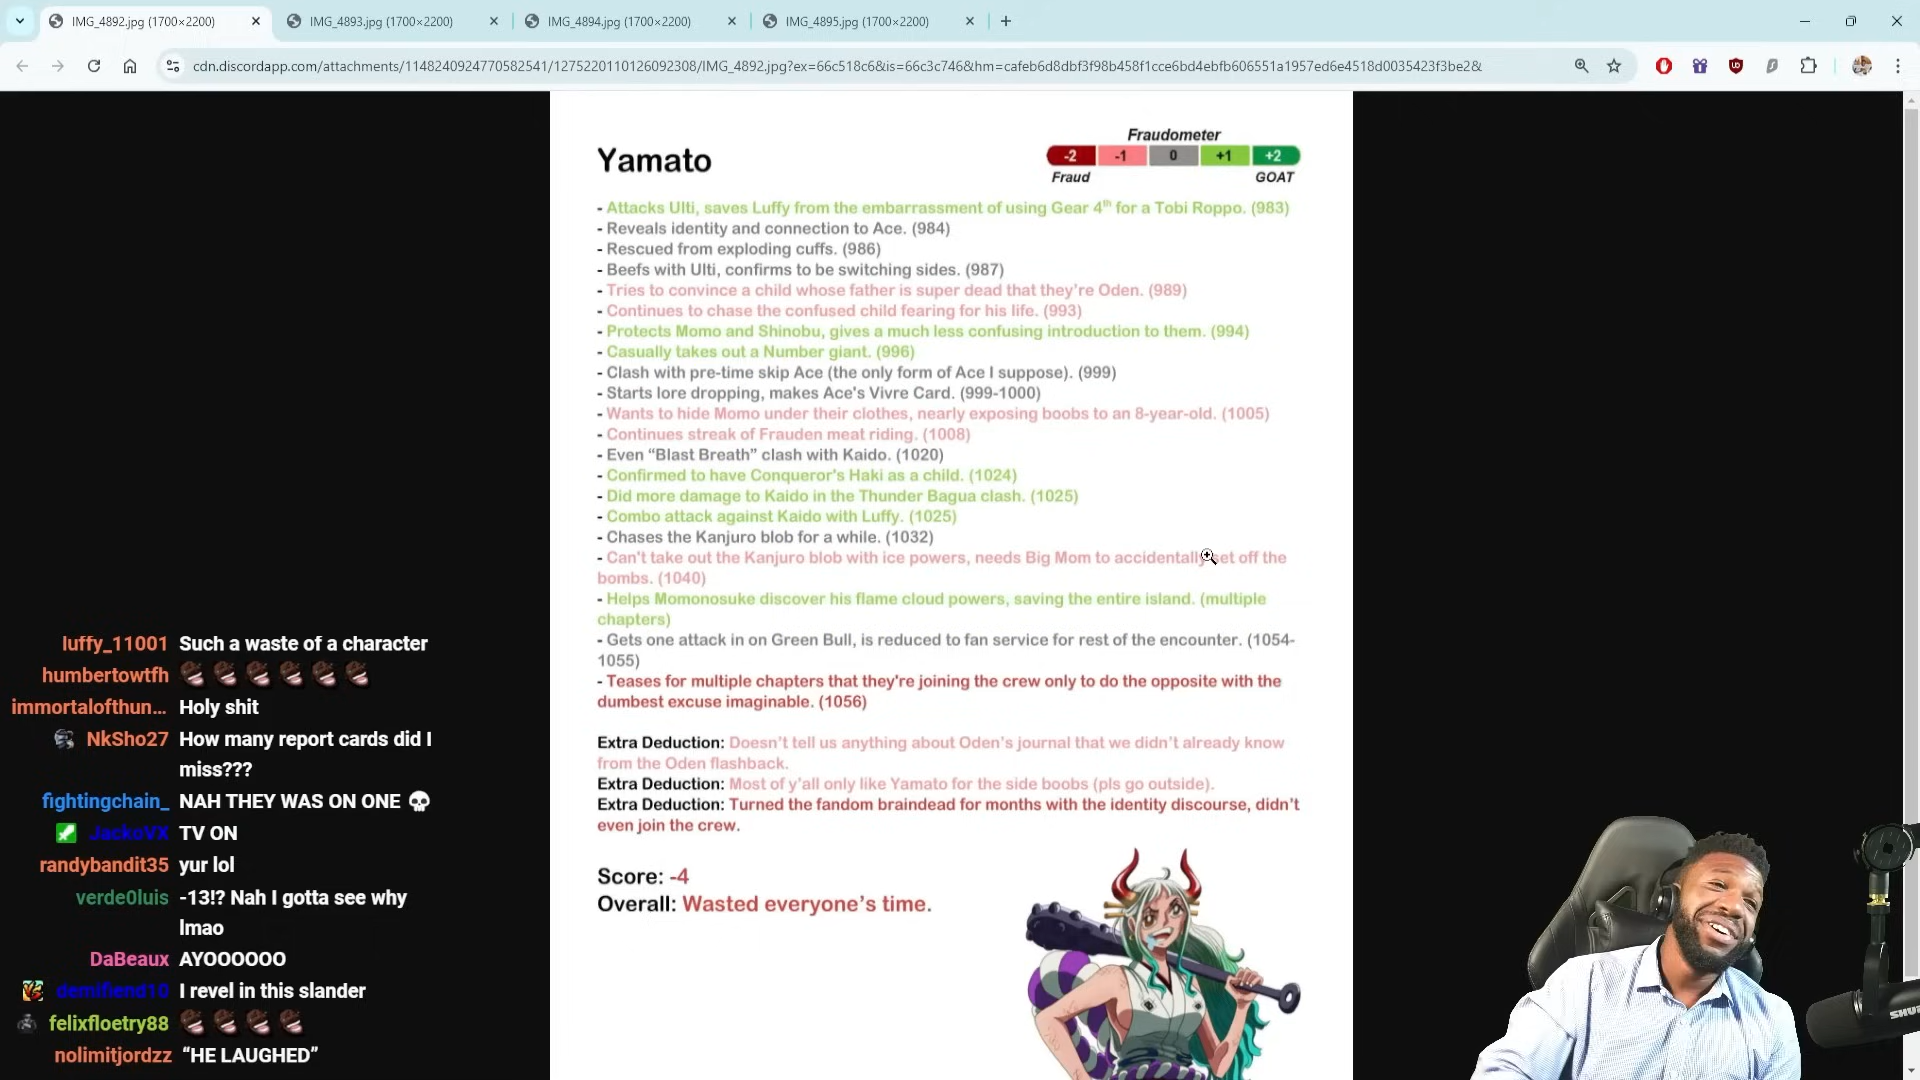 IMG_4892.jpg (1700×2200)
IMG_4893.jpg (1700×2200)
IMG_4894.jpg (1700×2200)
IMG_4895.jpg (1700×2200)
cdn.discordapp.com/attachments/1148240924770582541/1275220110126092308/IMG_4892.jpg?ex=66c518c6&is=66c3c746&hm=cafeb6d8dbf3f98b458f1cce6bd4ebfb606551a1957ed6e4518d0035423f3be2&
Yamato
Fraudometer
-2 -1 0 +1 +2
Fraud GOAT
- Attacks Ulti, saves Luffy from the embarrassment of using Gear 4th for a Tobi Roppo. (983)
- Reveals identity and connection to Ace. (984)
- Rescued from exploding cuffs. (986)
- Beefs with Ulti, confirms to be switching sides. (987)
- Tries to convince a child whose father is super dead that they're Oden. (989)
- Continues to chase the confused child fearing for his life. (993)
- Protects Momo and Shinobu, gives a much less confusing introduction to them. (994)
- Casually takes out a Number giant. (996)
- Clash with pre-time skip Ace (the only form of Ace I suppose). (999)
- Starts lore dropping, makes Ace's Vivre Card. (999-1000)
- Wants to hide Momo under their clothes, nearly exposing boobs to an 8-year-old. (1005)
- Continues streak of Frauden meat riding. (1008)
- Even “Blast Breath” clash with Kaido. (1020)
- Confirmed to have Conqueror's Haki as a child. (1024)
- Did more damage to Kaido in the Thunder Bagua clash. (1025)
- Combo attack against Kaido with Luffy. (1025)
- Chases the Kanjuro blob for a while. (1032)
- Can't take out the Kanjuro blob with ice powers, needs Big Mom to accidentally set off the
bombs. (1040)
- Helps Momonosuke discover his flame cloud powers, saving the entire island. (multiple
chapters)
- Gets one attack in on Green Bull, is reduced to fan service for rest of the encounter. (1054-
1055)
- Teases for multiple chapters that they're joining the crew only to do the opposite with the
dumbest excuse imaginable. (1056)
Extra Deduction: Doesn't tell us anything about Oden's journal that we didn't already know
from the Oden flashback.
Extra Deduction: Most of y'all only like Yamato for the side boobs (pls go outside).
Extra Deduction: Turned the fandom braindead for months with the identity discourse, didn't
even join the crew.
Score: -4
Overall: Wasted everyone's time.
luffy_11001 Such a waste of a character
humbertowtfh
immortalofthun... Holy shit
NkSho27 How many report cards did I
miss???
fightingchain_ NAH THEY WAS ON ONE 💀
JackoVX TV ON
randybandit35 yur lol
verde0luis -13!? Nah I gotta see why
lmao
DaBeaux AYOOOOOO
demifiend10 I revel in this slander
felixfloetry88
nolimitjordzz “HE LAUGHED”